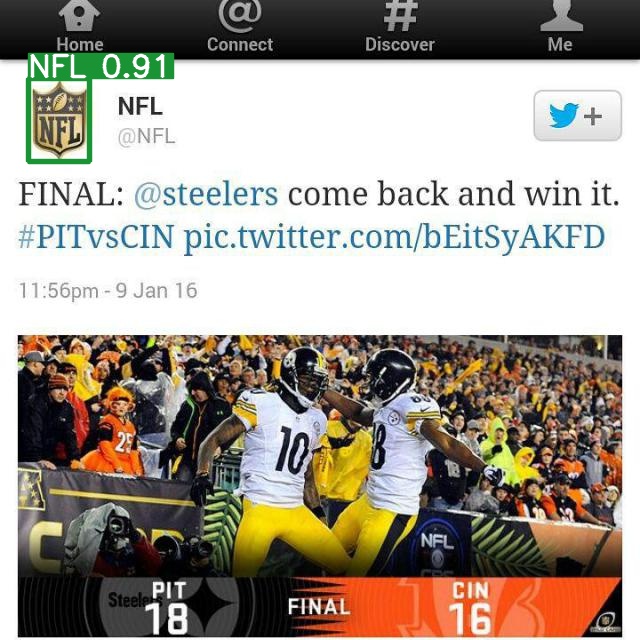 Home Connect Discover Me
NFL 0.91
NFL
NFL
@NFL
FINAL: @steelers come back and win it.
#PITvsCIN pic.twitter.com/bEitSyAKFD
11:56pm - 9 Jan 16
25
10
NFL
Steelers
PIT
18
FINAL
CIN
16